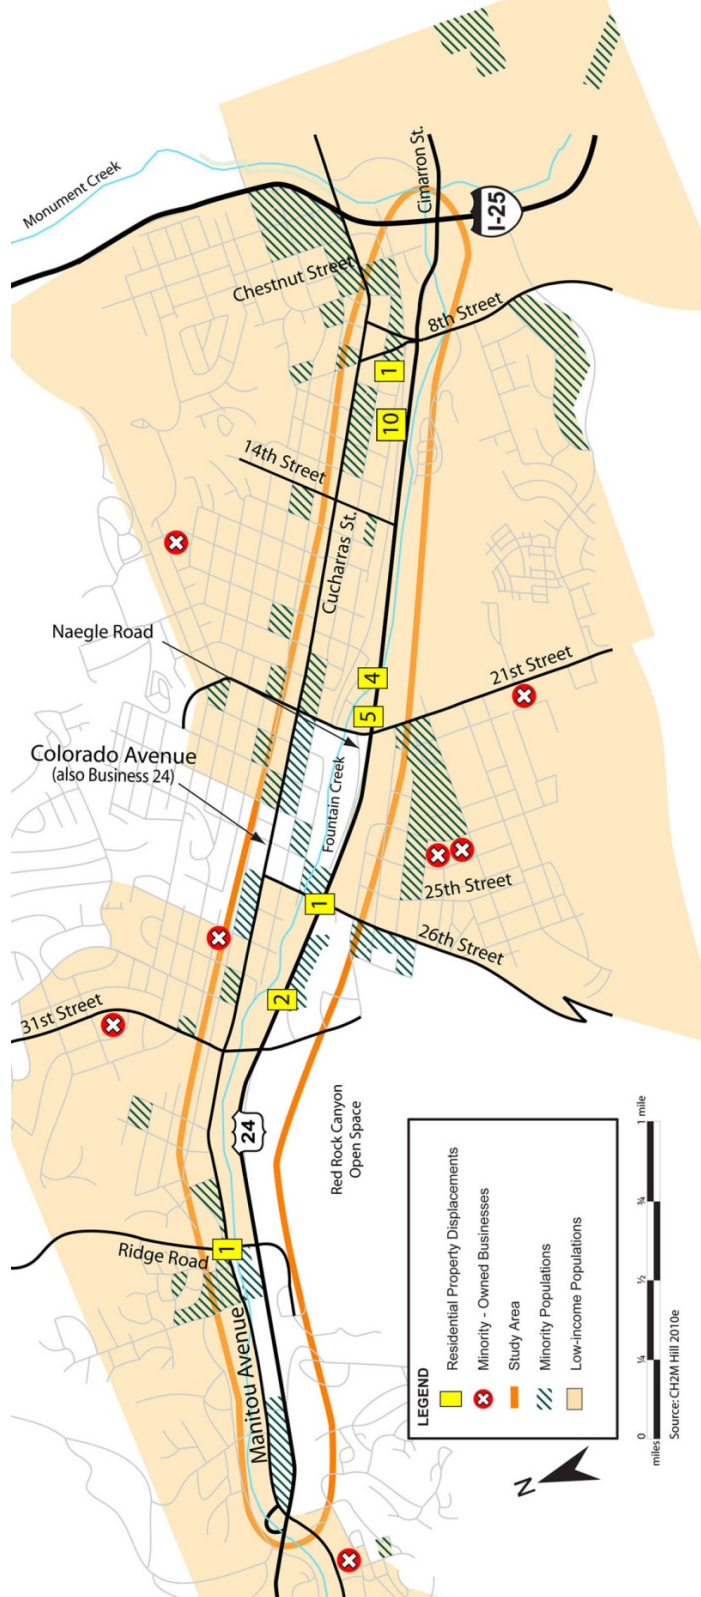 Monument Creek
Cimarron St.
I-25
Chestnut Street
8th Street
1
10
14th Street
Cucharras St.
Naegle Road
4
21st Street
5
Colorado Avenue
(also Business 24)
Fountain Creek
25th Street
1
26th Street
2
31st Street
24
Red Rock Canyon
Open Space
1
Ridge Road
Manitou Avenue
N
LEGEND
Residential Property Displacements
Minority - Owned Businesses
Study Area
Minority Populations
Low-income Populations
0 ¼ ½ ¾ 1 mile
miles
Source: CH2M Hill 2010e